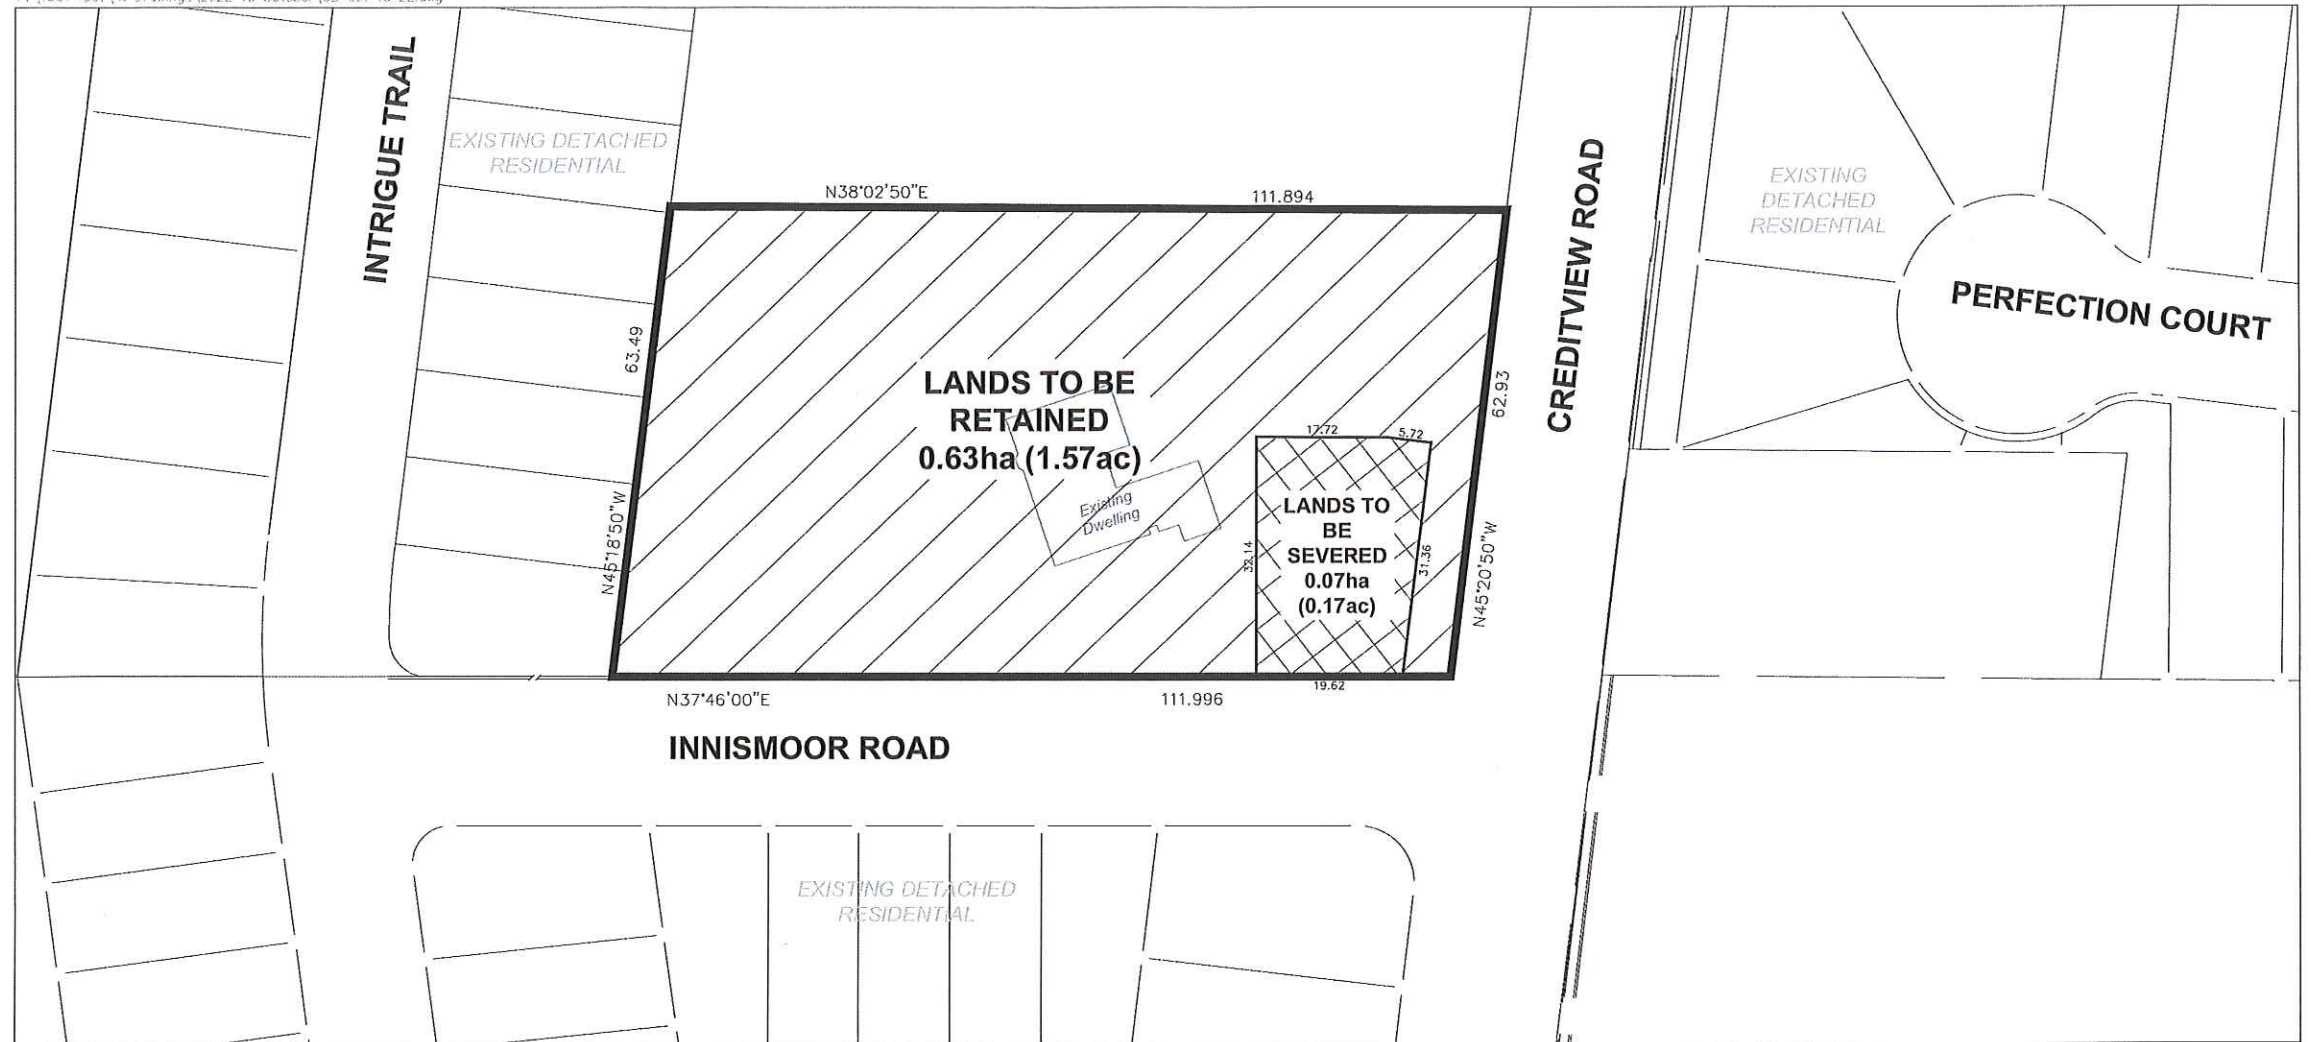 INTRIGUE TRAIL
EXISTING DETACHED
RESIDENTIAL
N38°02'50"E
111.894
CREDITVIEW ROAD
EXISTING
DETACHED
RESIDENTIAL
PERFECTION COURT
63.49
62.93
LANDS TO BE
RETAINED
0.63ha (1.57ac)
17.72
5.72
Existing
Dwelling
LANDS TO
BE
SEVERED
0.07ha
(0.17ac)
32.14
31.36
N45°18'50"W
N45°20'50"W
19.62
N37°46'00"E
111.996
INNISMOOR ROAD
EXISTING DETACHED
RESIDENTIAL